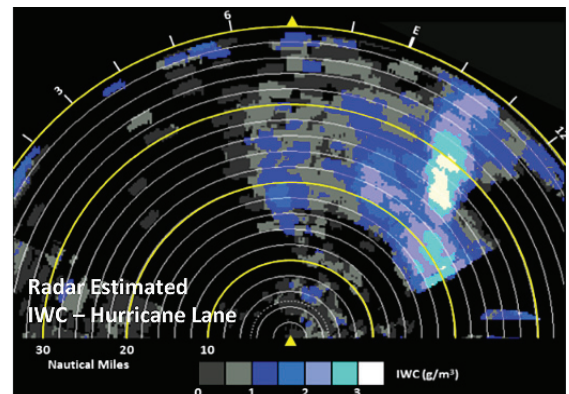 6
E
3
12
Radar Estimated
IWC – Hurricane Lane
30
20
10
Nautical Miles
IWC (g/m³)
0
1
2
3